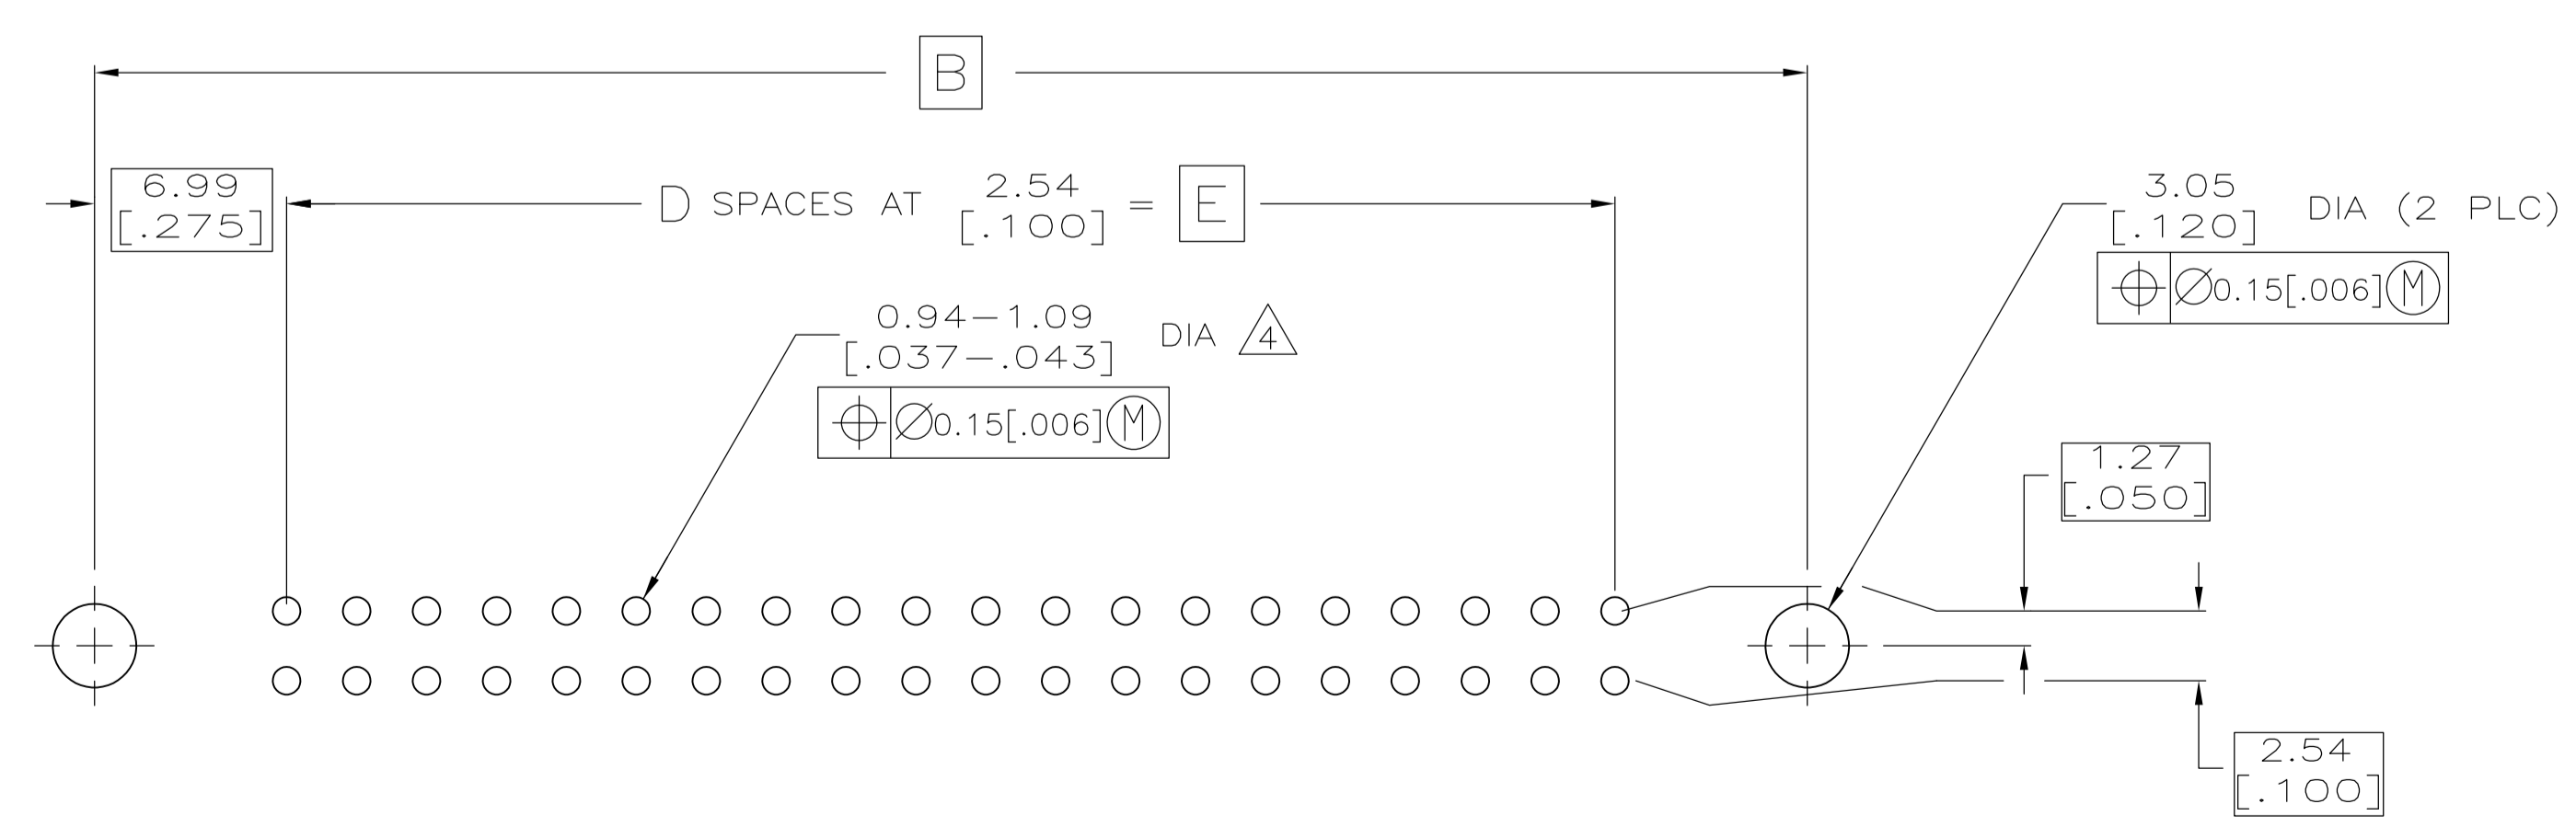 B
6.99
[.275]
D SPACES AT 2.54 [.100] = E
3.05
[.120] DIA (2 PLC)
⌖ ⌀0.15[.006] Ⓜ
0.94-1.09
[.037-.043] DIA 4
⌖ ⌀0.15[.006] Ⓜ
1.27
[.050]
2.54
[.100]